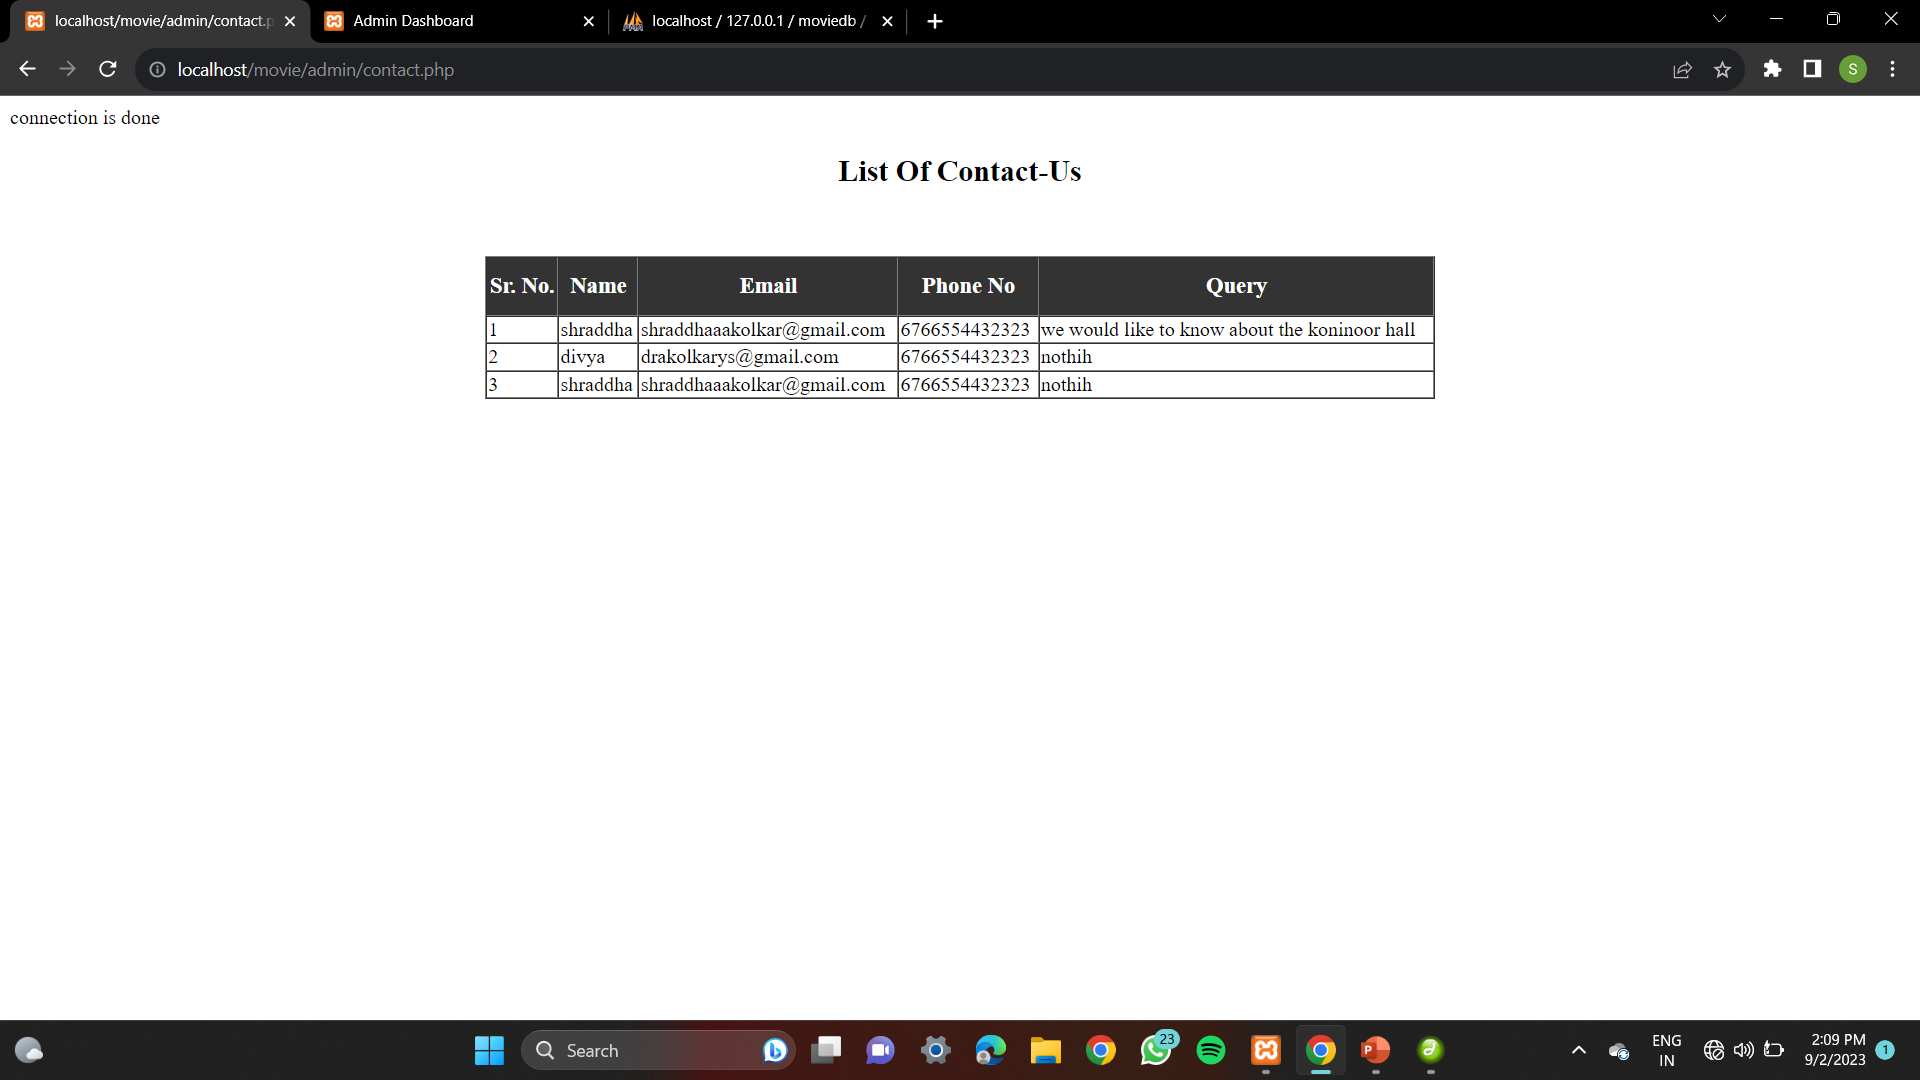 localhost/movie/admin/contact.p
Admin Dashboard
localhost / 127.0.0.1 / moviedb /
localhost/movie/admin/contact.php
S
connection is done
List Of Contact-Us
Sr. No. Name Email Phone No Query
1 shraddha shraddhaaakolkar@gmail.com 6766554432323 we would like to know about the koninoor hall
2 divya drakolkarys@gmail.com 6766554432323 nothih
3 shraddha shraddhaaakolkar@gmail.com 6766554432323 nothih
Search
23
ENG
IN
2:09 PM
9/2/2023
1